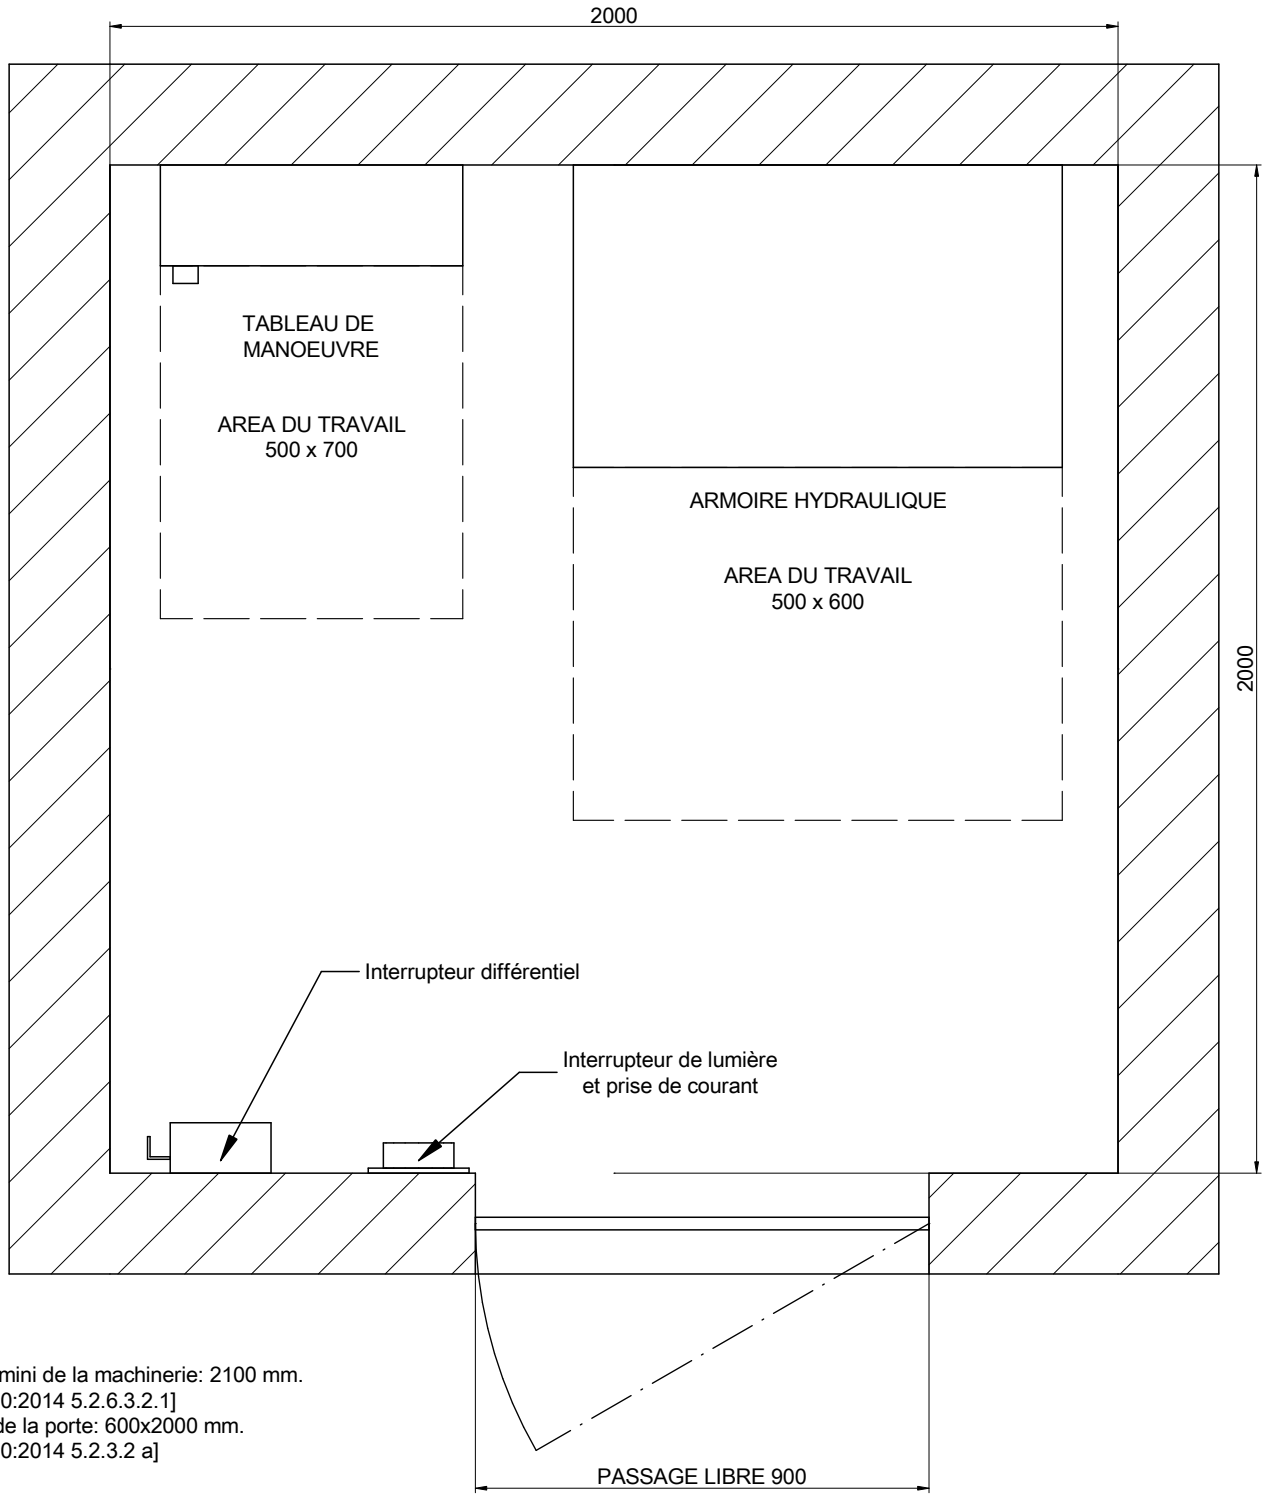 2000
TABLEAU DE
MANOEUVRE
AREA DU TRAVAIL
500 x 700
ARMOIRE HYDRAULIQUE
AREA DU TRAVAIL
500 x 600
2000
Interrupteur différentiel
Interrupteur de lumière
et prise de courant
mini de la machinerie: 2100 mm.
0:2014 5.2.6.3.2.1]
de la porte: 600x2000 mm.
0:2014 5.2.3.2 a]
PASSAGE LIBRE 900